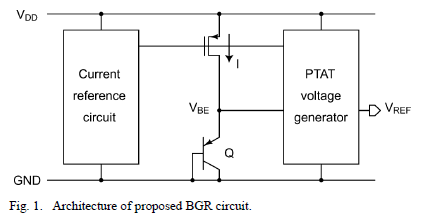 VDD
Current
reference
circuit
I
VBE
Q
PTAT
voltage
generator
VREF
GND
Fig. 1. Architecture of proposed BGR circuit.